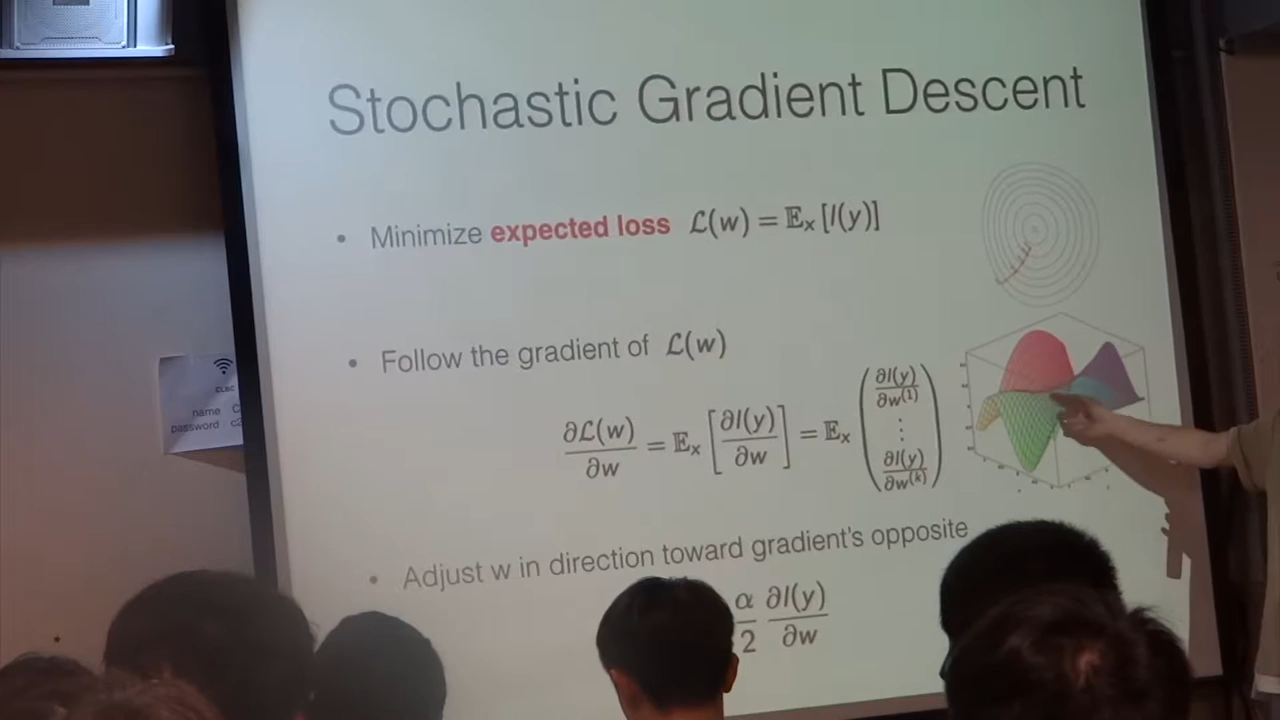 Stochastic Gradient Descent
• Minimize expected loss ℒ(w) = 𝔼ₓ [l(y)]
• Follow the gradient of ℒ(w)
∂ℒ(w)/∂w = 𝔼ₓ [∂l(y)/∂w] = 𝔼ₓ (∂l(y)/∂w⁽¹⁾ ⋮ ∂l(y)/∂w⁽ᵏ⁾)
• Adjust w in direction toward gradient's opposite
α/2 ∂l(y)/∂w
name
password